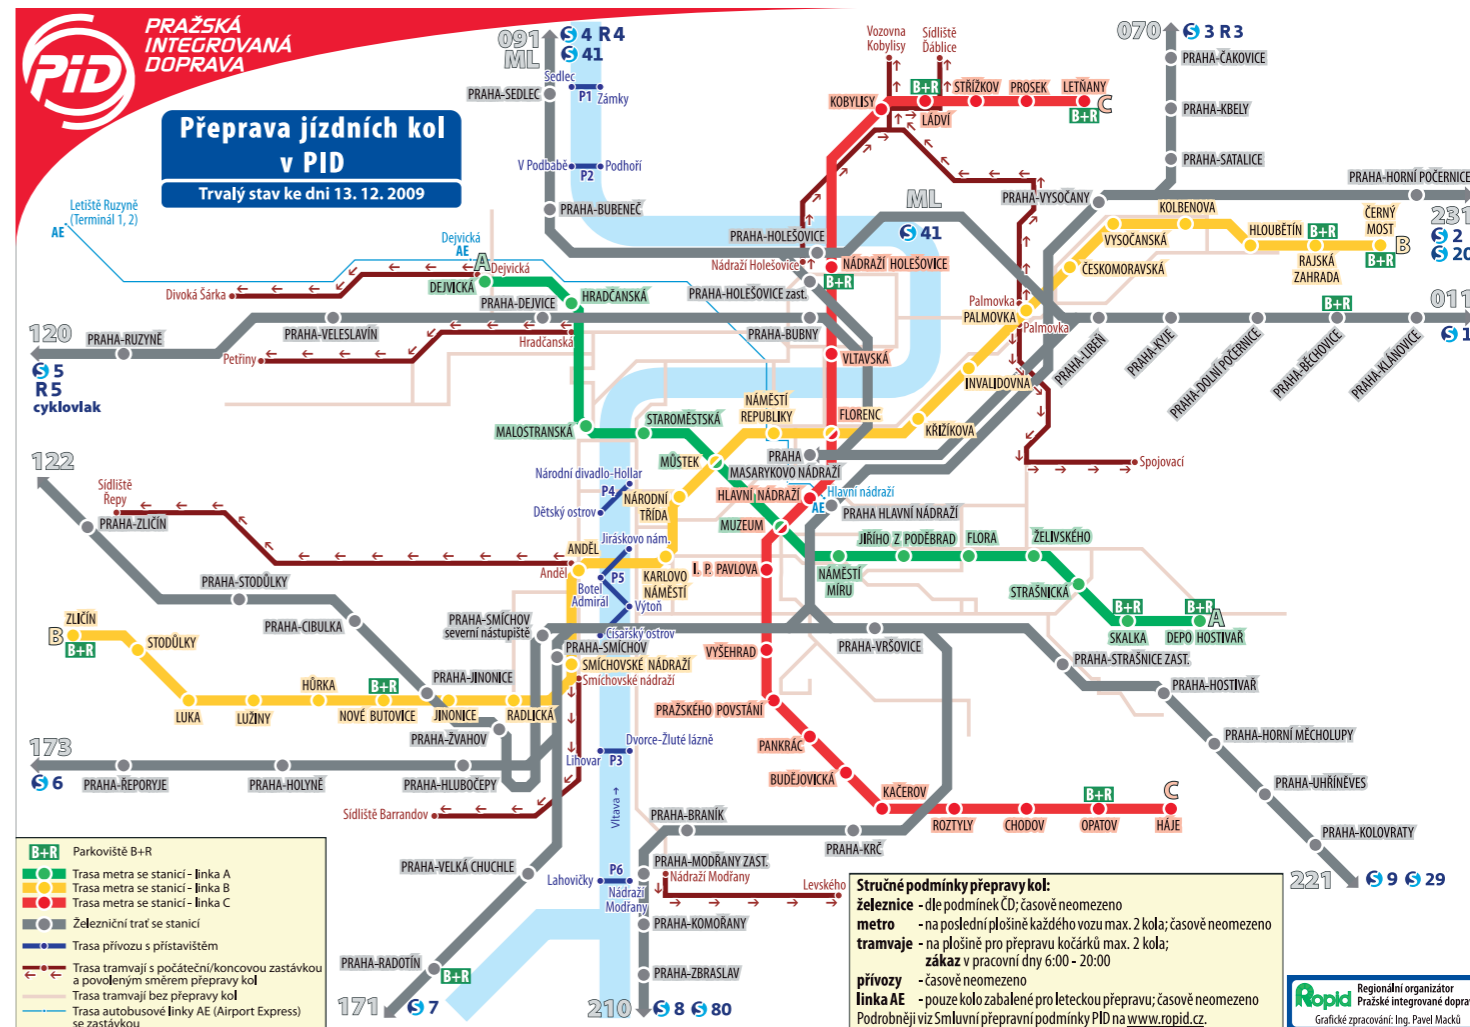 PRAŽSKÁ
INTEGROVANÁ
DOPRAVA
PiD
Přeprava jízdních kol
v PID
Trvalý stav ke dni 13. 12. 2009
091
ML
S 4 R 4
S 41
PRAHA-SEDLEC
Sedlec
P1
Zámky
V Podbabě
P2
Podhoří
PRAHA-BUBENEČ
Vozovna
Kobylisy
Sídliště
Ďáblice
KOBYLISY
B+R
LÁDVÍ
STŘÍŽKOV
PROSEK
LETŇANY
B+R
C
070
S 3 R 3
PRAHA-ČAKOVICE
PRAHA-KBELY
PRAHA-SATALICE
PRAHA-HORNÍ POČERNICE
231
S 2
S 20
PRAHA-VYSOČANY
KOLBENOVA
VYSOČANSKÁ
HLOUBĚTÍN
B+R
RAJSKÁ
ZAHRADA
ČERNÝ
MOST
B+R
B
ČESKOMORAVSKÁ
Letiště Ruzyně
(Terminál 1, 2)
AE
Dejvická
AE
A
Dejvická
DEJVICKÁ
Divoká Šárka
HRADČANSKÁ
PRAHA-DEJVICE
Hradčanská
Petřiny
120
PRAHA-RUZYNĚ
PRAHA-VELESLAVÍN
S 5
R 5
cyklovlak
ML
S 41
PRAHA-HOLEŠOVICE
Nádraží Holešovice
NÁDRAŽÍ HOLEŠOVICE
B+R
PRAHA-HOLEŠOVICE zast.
PRAHA-BUBNY
VLTAVSKÁ
Palmovka
PALMOVKA
Palmovka
INVALIDOVNA
KŘIŽÍKOVA
011
S 1
PRAHA-LIBEŇ
PRAHA-KYJE
PRAHA-DOLNÍ POČERNICE
B+R
PRAHA-BĚCHOVICE
PRAHA-KLÁNOVICE
Spojovací
MALOSTRANSKÁ
STAROMĚSTSKÁ
NÁMĚSTÍ
REPUBLIKY
FLORENC
MŮSTEK
PRAHA
MASARYKOVO NÁDRAŽÍ
HLAVNÍ NÁDRAŽÍ
Hlavní nádraží
AE
PRAHA HLAVNÍ NÁDRAŽÍ
MUZEUM
NÁRODNÍ
TŘÍDA
Národní divadlo-Hollar
P4
Dětský ostrov
Jiráskovo nám.
P5
Botel
Admirál
Výtoň
Císařský ostrov
KARLOVO
NÁMĚSTÍ
ANDĚL
Anděl
122
Sídliště
Řepy
PRAHA-ZLIČÍN
PRAHA-STODŮLKY
PRAHA-CIBULKA
PRAHA-JINONICE
PRAHA-ŽVAHOV
PRAHA-SMÍCHOV
severní nástupiště
PRAHA-SMÍCHOV
SMÍCHOVSKÉ NÁDRAŽÍ
Smíchovské nádraží
ZLIČÍN
B
B+R
STODŮLKY
LUKA
LUŽINY
HŮRKA
B+R
NOVÉ BUTOVICE
JINONICE
RADLICKÁ
I. P. PAVLOVA
NÁMĚSTÍ
MÍRU
JIŘÍHO Z PODĚBRAD
FLORA
ŽELIVSKÉHO
STRAŠNICKÁ
B+R
SKALKA
B+R
DEPO HOSTIVAŘ
A
VYŠEHRAD
PRAHA-VRŠOVICE
PRAHA-STRAŠNICE ZAST.
PRAHA-HOSTIVAŘ
PRAHA-HORNÍ MĚCHOLUPY
PRAHA-UHŘÍNĚVES
PRAHA-KOLOVRATY
221
S 9 S 29
PRAŽSKÉHO POVSTÁNÍ
PANKRÁC
BUDĚJOVICKÁ
KAČEROV
ROZTYLY
CHODOV
B+R
OPATOV
C
HÁJE
173
S 6
PRAHA-ŘEPORYJE
PRAHA-HOLYNĚ
PRAHA-HLUBOČEPY
Lihovar
P3
Dvorce-Žluté lázně
Sídliště Barrandov
Vltava →
PRAHA-BRANÍK
PRAHA-KRČ
PRAHA-MODŘANY ZAST.
Nádraží Modřany
Levského
PRAHA-VELKÁ CHUCHLE
Lahovičky
P6
Nádraží
Modřany
PRAHA-KOMOŘANY
PRAHA-ZBRASLAV
PRAHA-RADOTÍN
B+R
171
S 7
210
S 8 S 80
B+R Parkoviště B+R
Trasa metra se stanicí - linka A
Trasa metra se stanicí - linka B
Trasa metra se stanicí - linka C
Železniční trať se stanicí
Trasa přívozu s přístavištěm
Trasa tramvají s počáteční/koncovou zastávkou
a povoleným směrem přepravy kol
Trasa tramvají bez přepravy kol
Trasa autobusové linky AE (Airport Express)
se zastávkou
Stručné podmínky přepravy kol:
železnice - dle podmínek ČD; časově neomezeno
metro - na poslední plošině každého vozu max. 2 kola; časově neomezeno
tramvaje - na plošině pro přepravu kočárků max. 2 kola;
zákaz v pracovní dny 6:00 - 20:00
přívozy - časově neomezeno
linka AE - pouze kolo zabalené pro leteckou přepravu; časově neomezeno
Podrobněji viz Smluvní přepravní podmínky PID na www.ropid.cz.
Ropid
Regionální organizátor
Pražské integrované dopra
Grafické zpracování: Ing. Pavel Macků